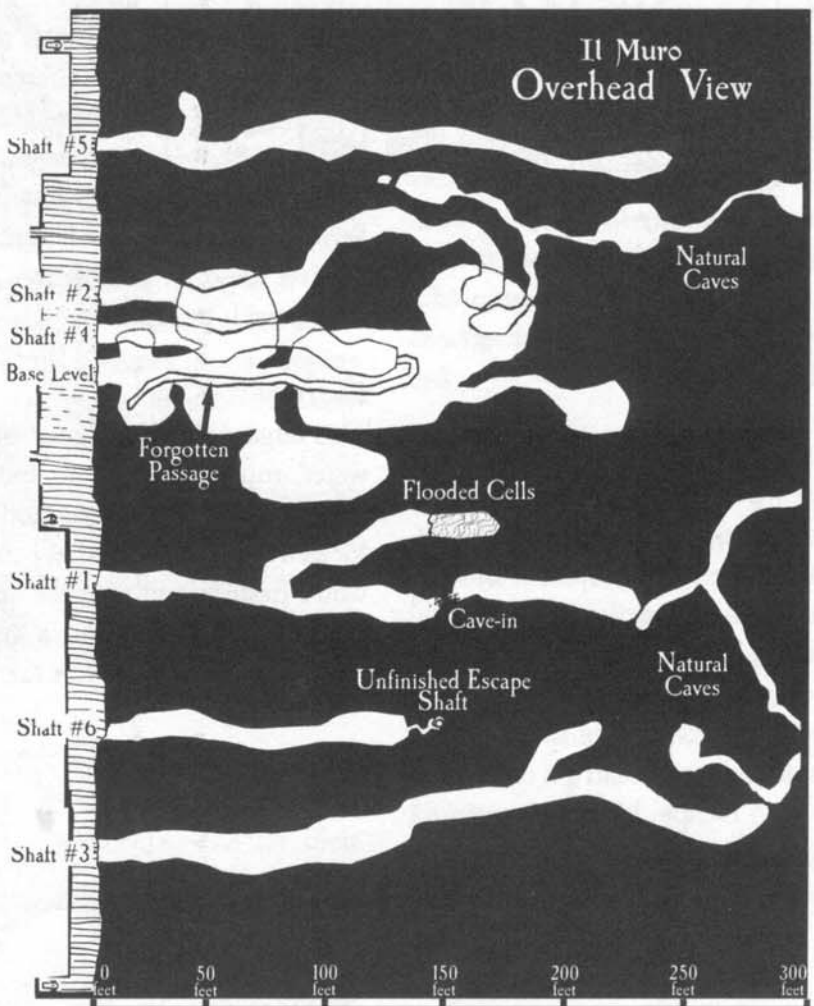 Il Muro
Overhead View
Shaft #5
Natural
Caves
Shaft #2
Shaft #4
Base Level
Forgotten
Passage
Flooded Cells
Shaft #1
Cave-in
Natural
Caves
Unfinished Escape
Shaft
Shaft #6
Shaft #3
0 50 100 150 200 250 300
feet feet feet feet feet feet feet